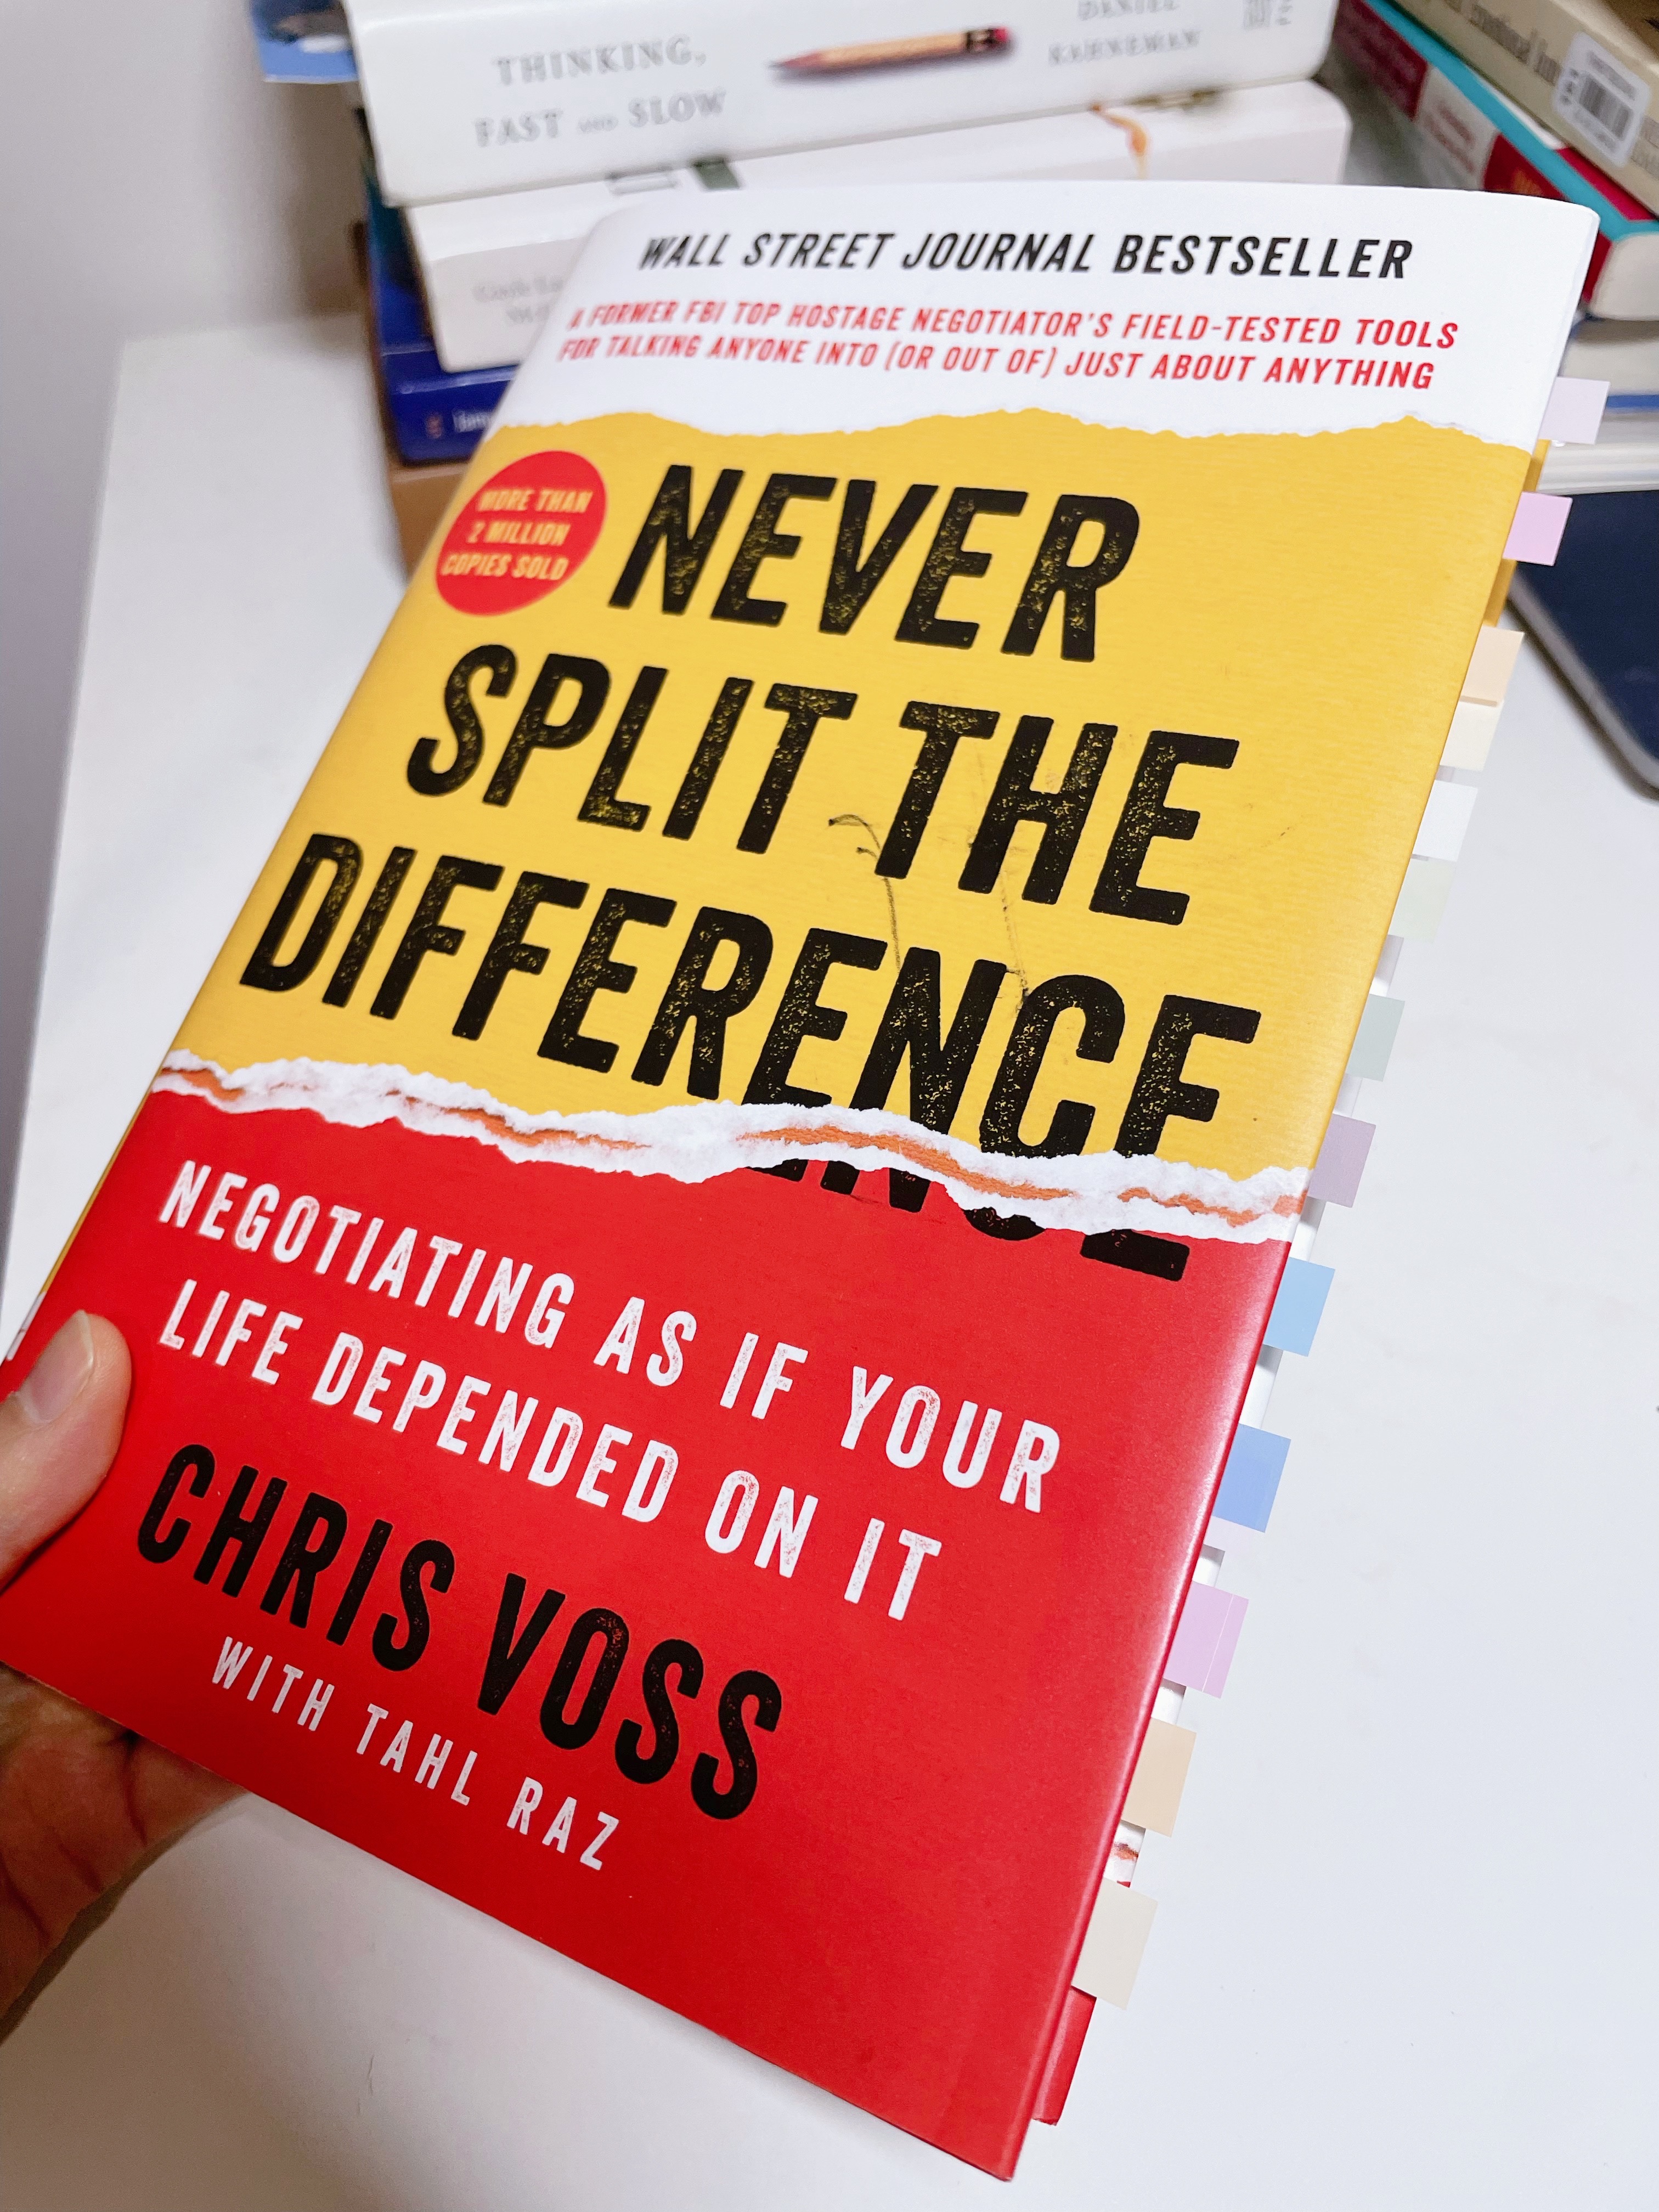 THINKING,
FAST AND SLOW
DANIEL
KAHNEMAN
WALL STREET JOURNAL BESTSELLER
A FORMER FBI TOP HOSTAGE NEGOTIATOR'S FIELD-TESTED TOOLS
FOR TALKING ANYONE INTO (OR OUT OF) JUST ABOUT ANYTHING
MORE THAN
2 MILLION
COPIES SOLD
NEVER
SPLIT THE
DIFFERENCE
NEGOTIATING AS IF YOUR
LIFE DEPENDED ON IT
CHRIS VOSS
WITH TAHL RAZ